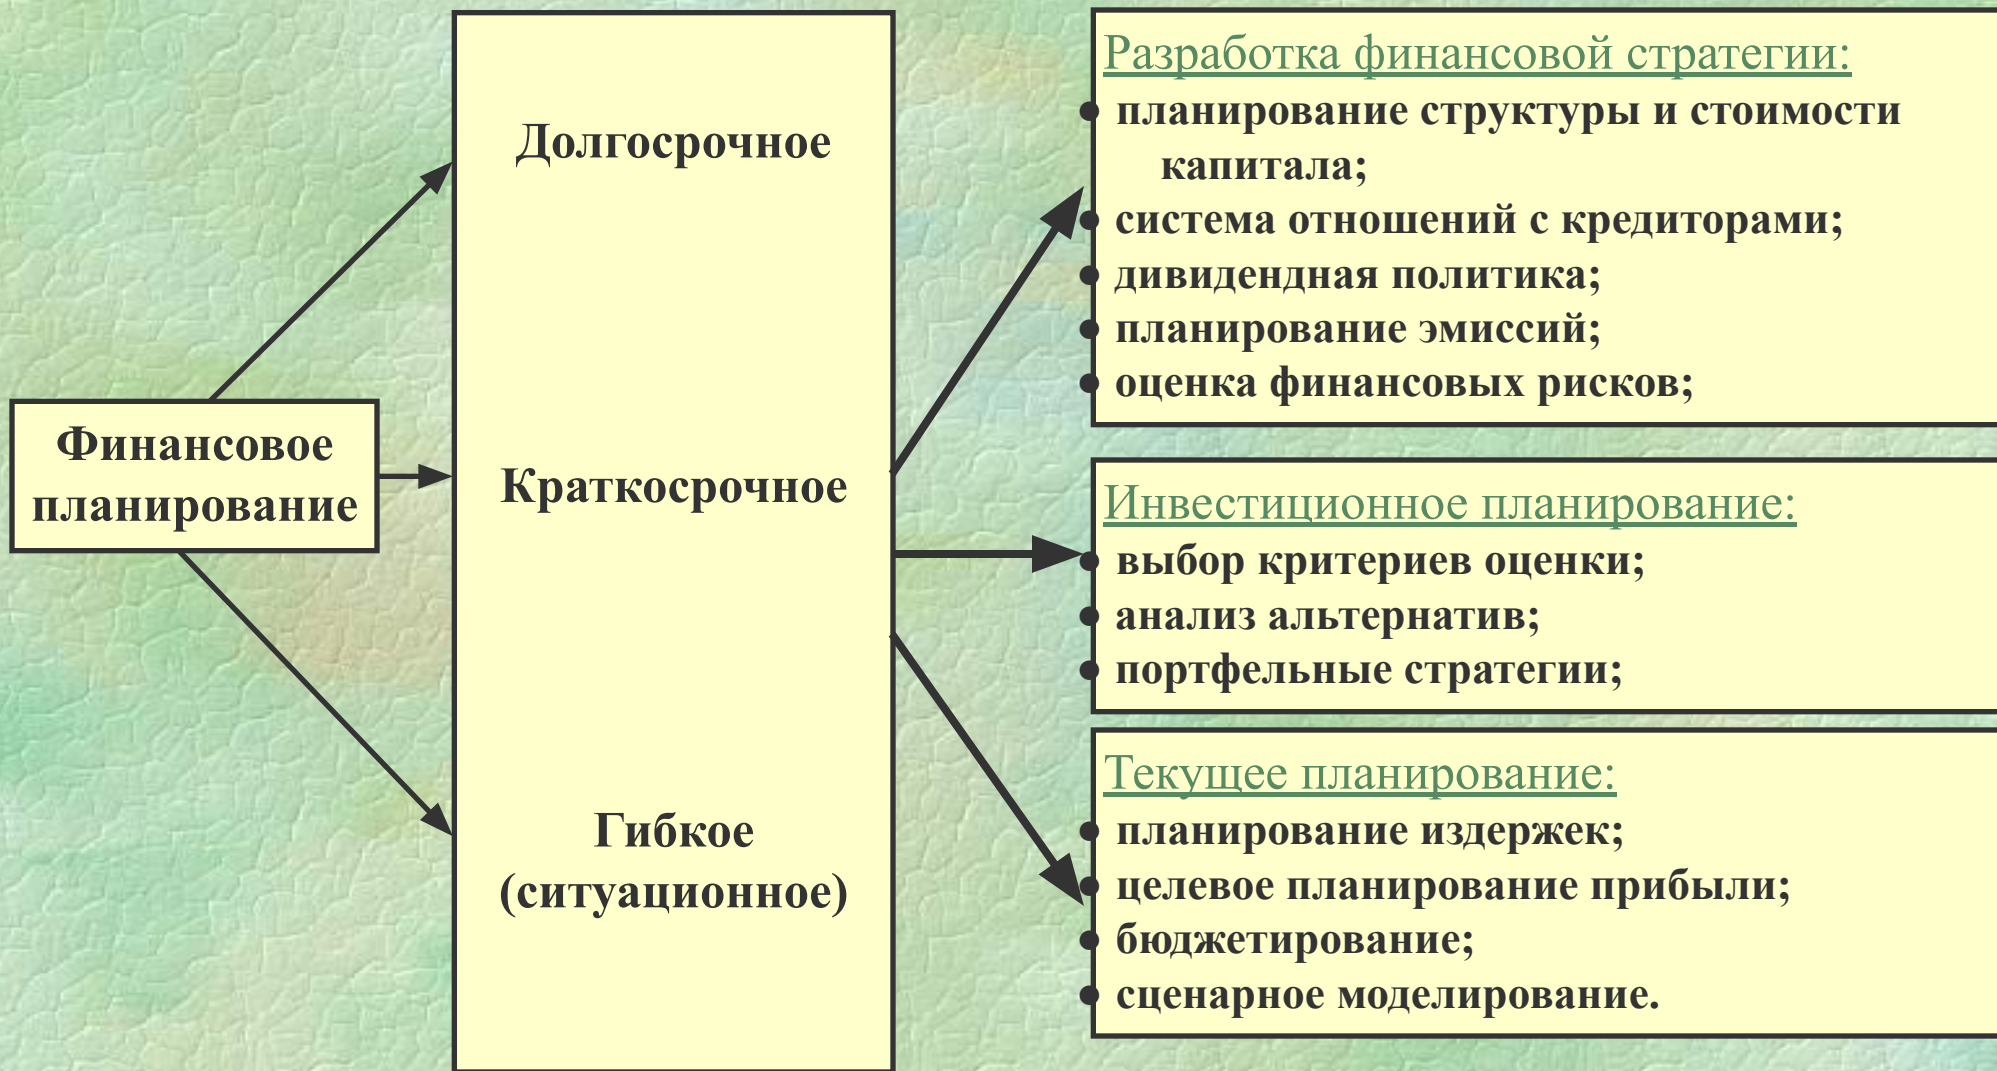 Финансовое
планирование
Долгосрочное
Краткосрочное
Гибкое
(ситуационное)
Разработка финансовой стратегии:
• планирование структуры и стоимости
капитала;
• система отношений с кредиторами;
• дивидендная политика;
• планирование эмиссий;
• оценка финансовых рисков;
Инвестиционное планирование:
• выбор критериев оценки;
• анализ альтернатив;
• портфельные стратегии;
Текущее планирование:
• планирование издержек;
• целевое планирование прибыли;
• бюджетирование;
• сценарное моделирование.